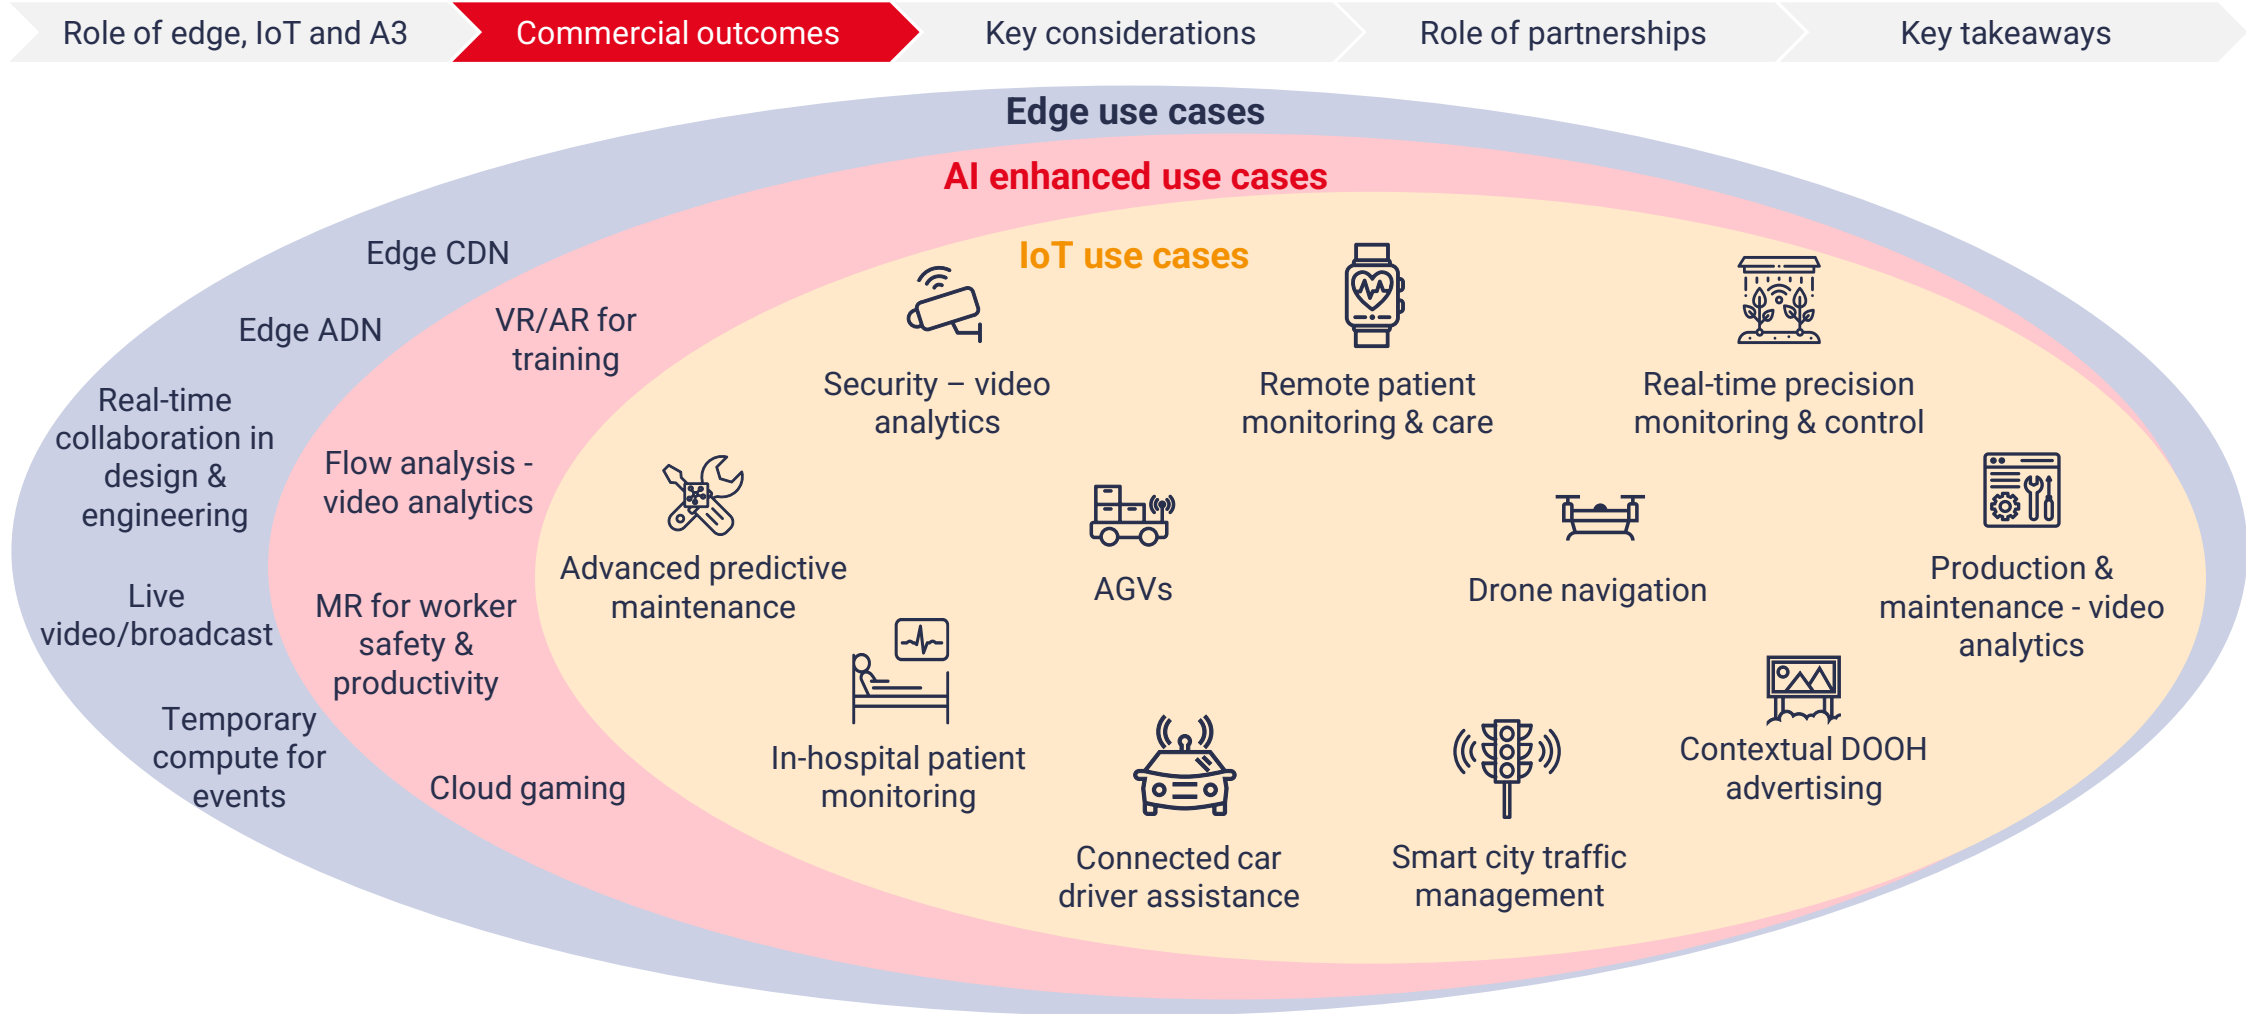 Role of edge, IoT and A3
Commercial outcomes
Key considerations
Role of partnerships
Key takeaways
Edge use cases
AI enhanced use cases
IoT use cases
Edge CDN
Edge ADN
Real-time
collaboration in
design &
engineering
Live
video/broadcast
Temporary
compute for
events
VR/AR for
training
Flow analysis -
video analytics
MR for worker
safety &
productivity
Cloud gaming
Security – video
analytics
Remote patient
monitoring & care
Real-time precision
monitoring & control
Advanced predictive
maintenance
AGVs
Drone navigation
Production &
maintenance - video
analytics
In-hospital patient
monitoring
Connected car
driver assistance
Smart city traffic
management
Contextual DOOH
advertising